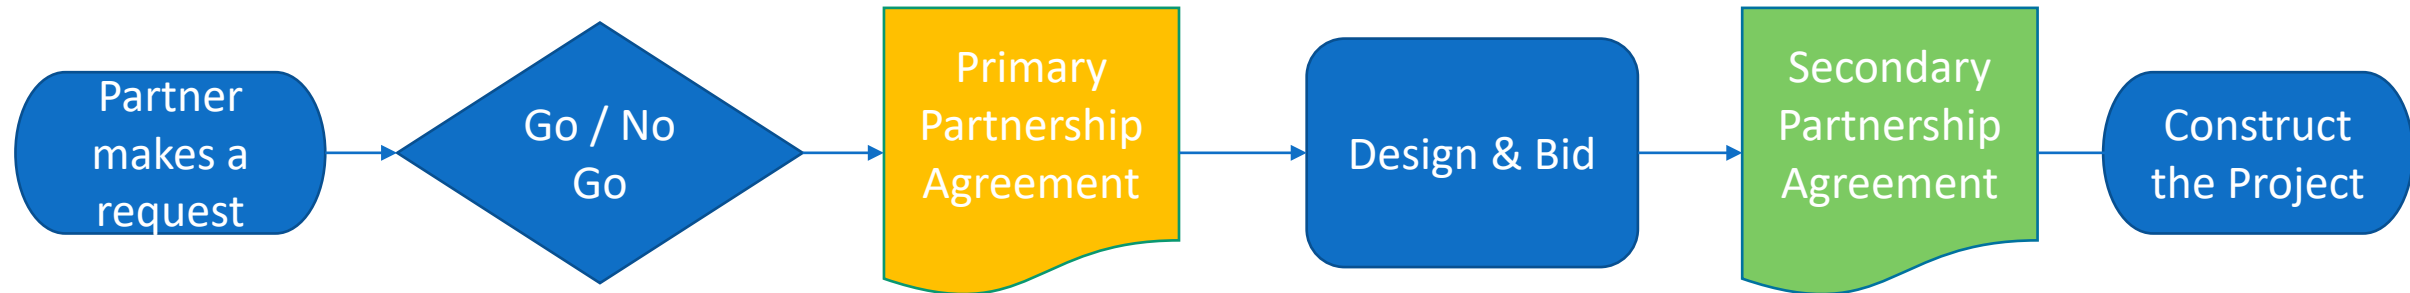 Partner
makes a
request
Go / No
Go
Primary
Partnership
Agreement
Design & Bid
Secondary
Partnership
Agreement
Construct
the Project